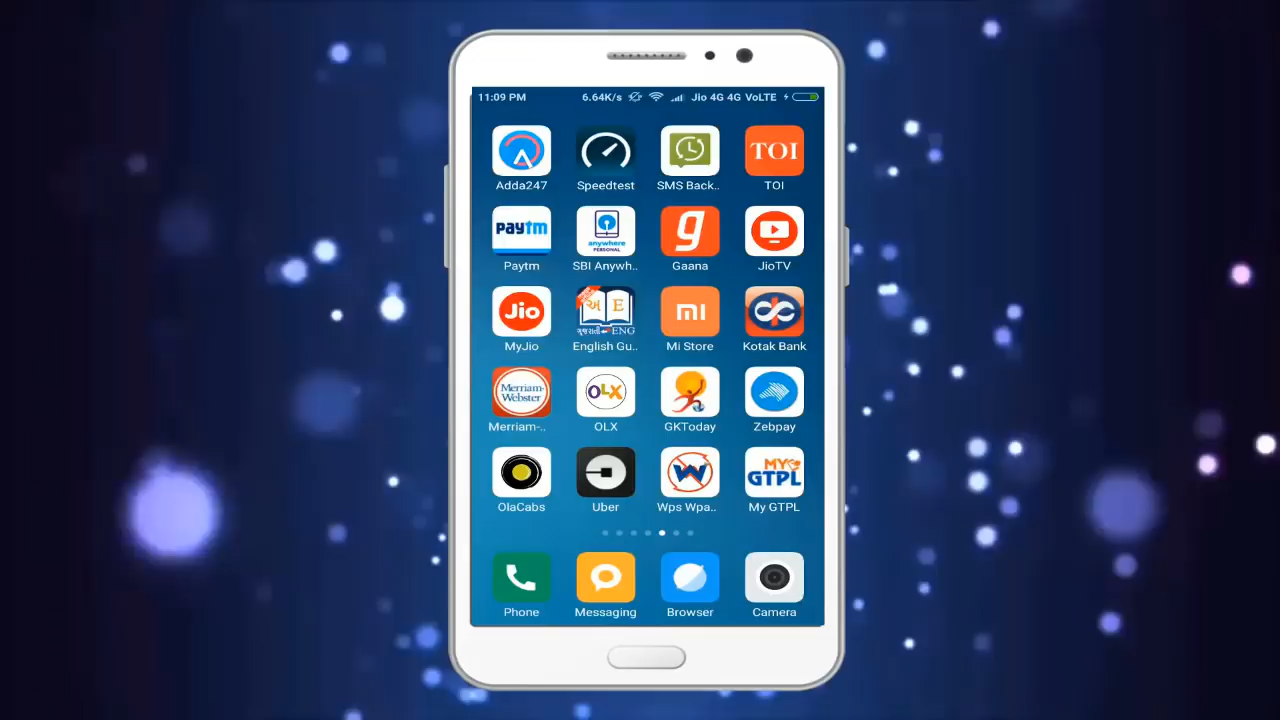 11:09 PM 6.64K/s Jio 4G 4G VoLTE
TOI
Adda247 Speedtest SMS Back.. TOI
paytm anywhere PERSONAL g
Paytm SBI Anywh.. Gaana JioTV
Jio અ E ગુજરાતી ENG mi
MyJio English Gu.. Mi Store Kotak Bank
Merriam-Webster OLX
Merriam-.. OLX GKToday Zebpay
W MY GTPL
OlaCabs Uber Wps Wpa.. My GTPL
Phone Messaging Browser Camera